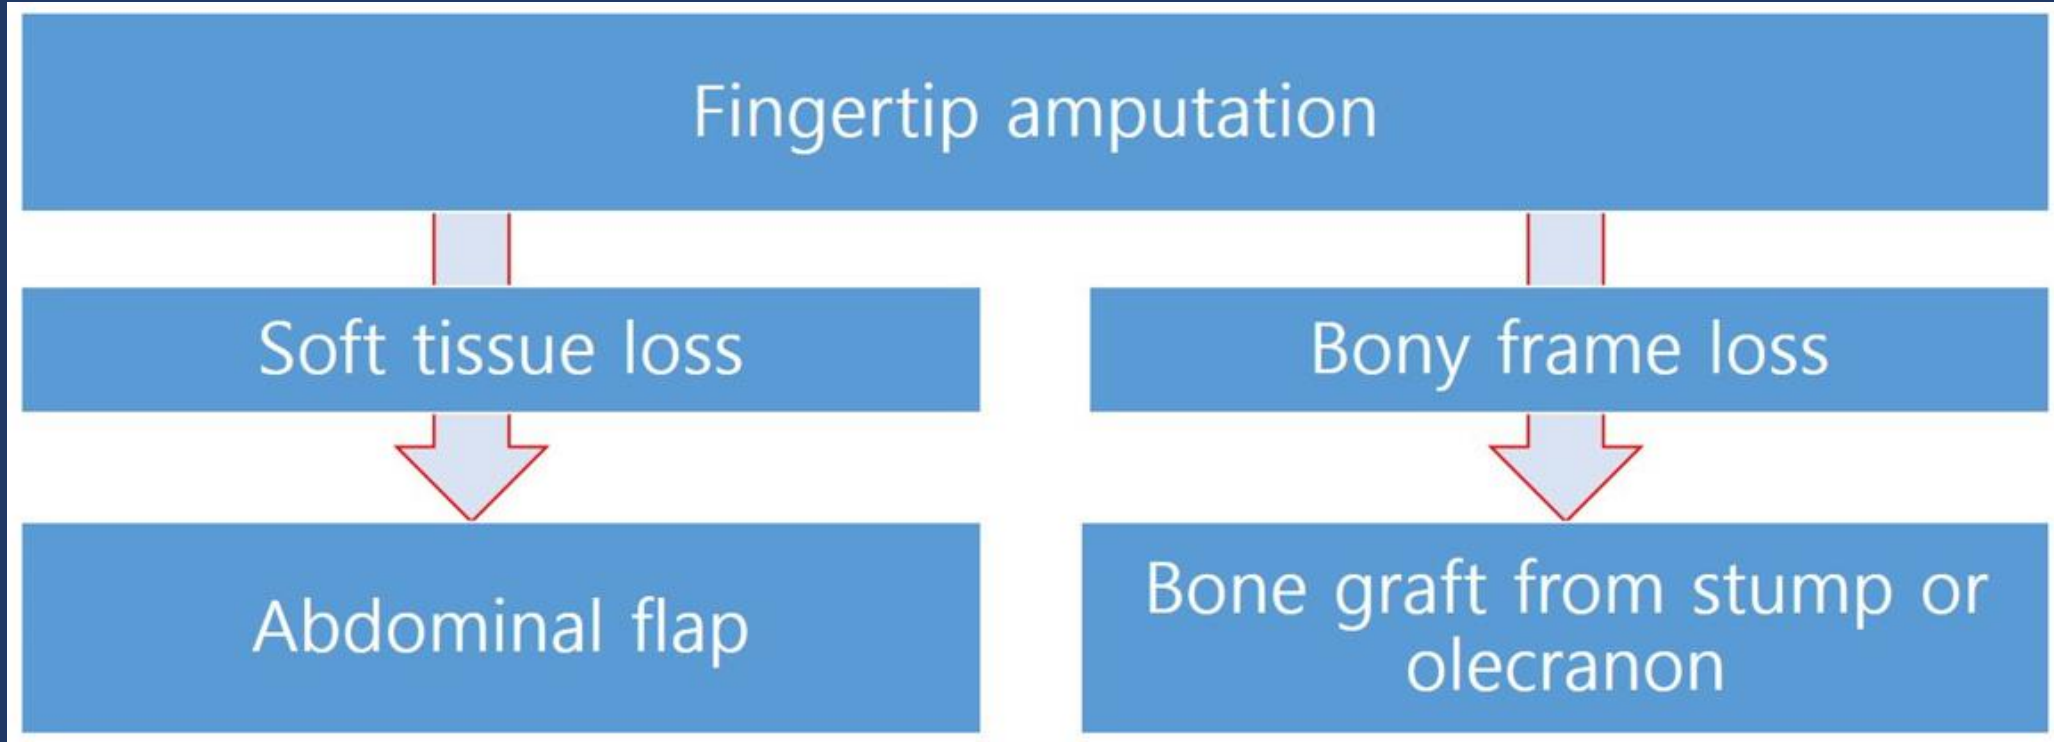 Fingertip amputation
Soft tissue loss
Bony frame loss
Abdominal flap
Bone graft from stump or
olecranon